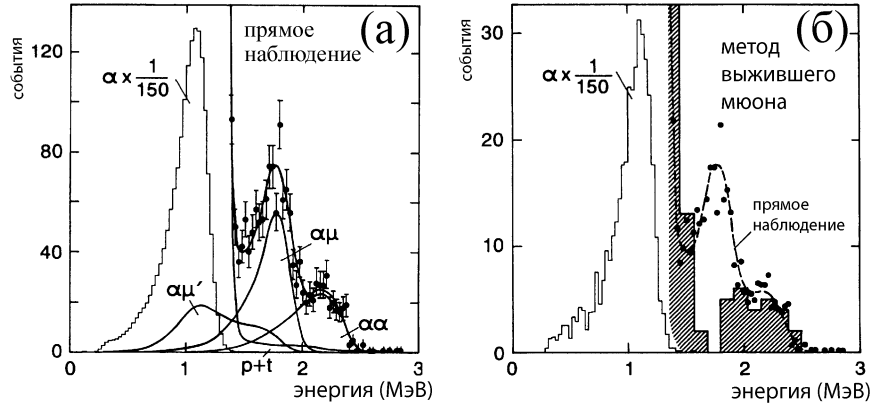 (а)
прямое
наблюдение
события
120
80
40
0
α × 1/150
αμ
αμ′
αα
p+t
0
1
2
3
энергия (МэВ)
(б)
метод
выжившего
мюона
события
30
20
10
0
α × 1/150
прямое
наблюдение
0
1
2
3
энергия (МэВ)